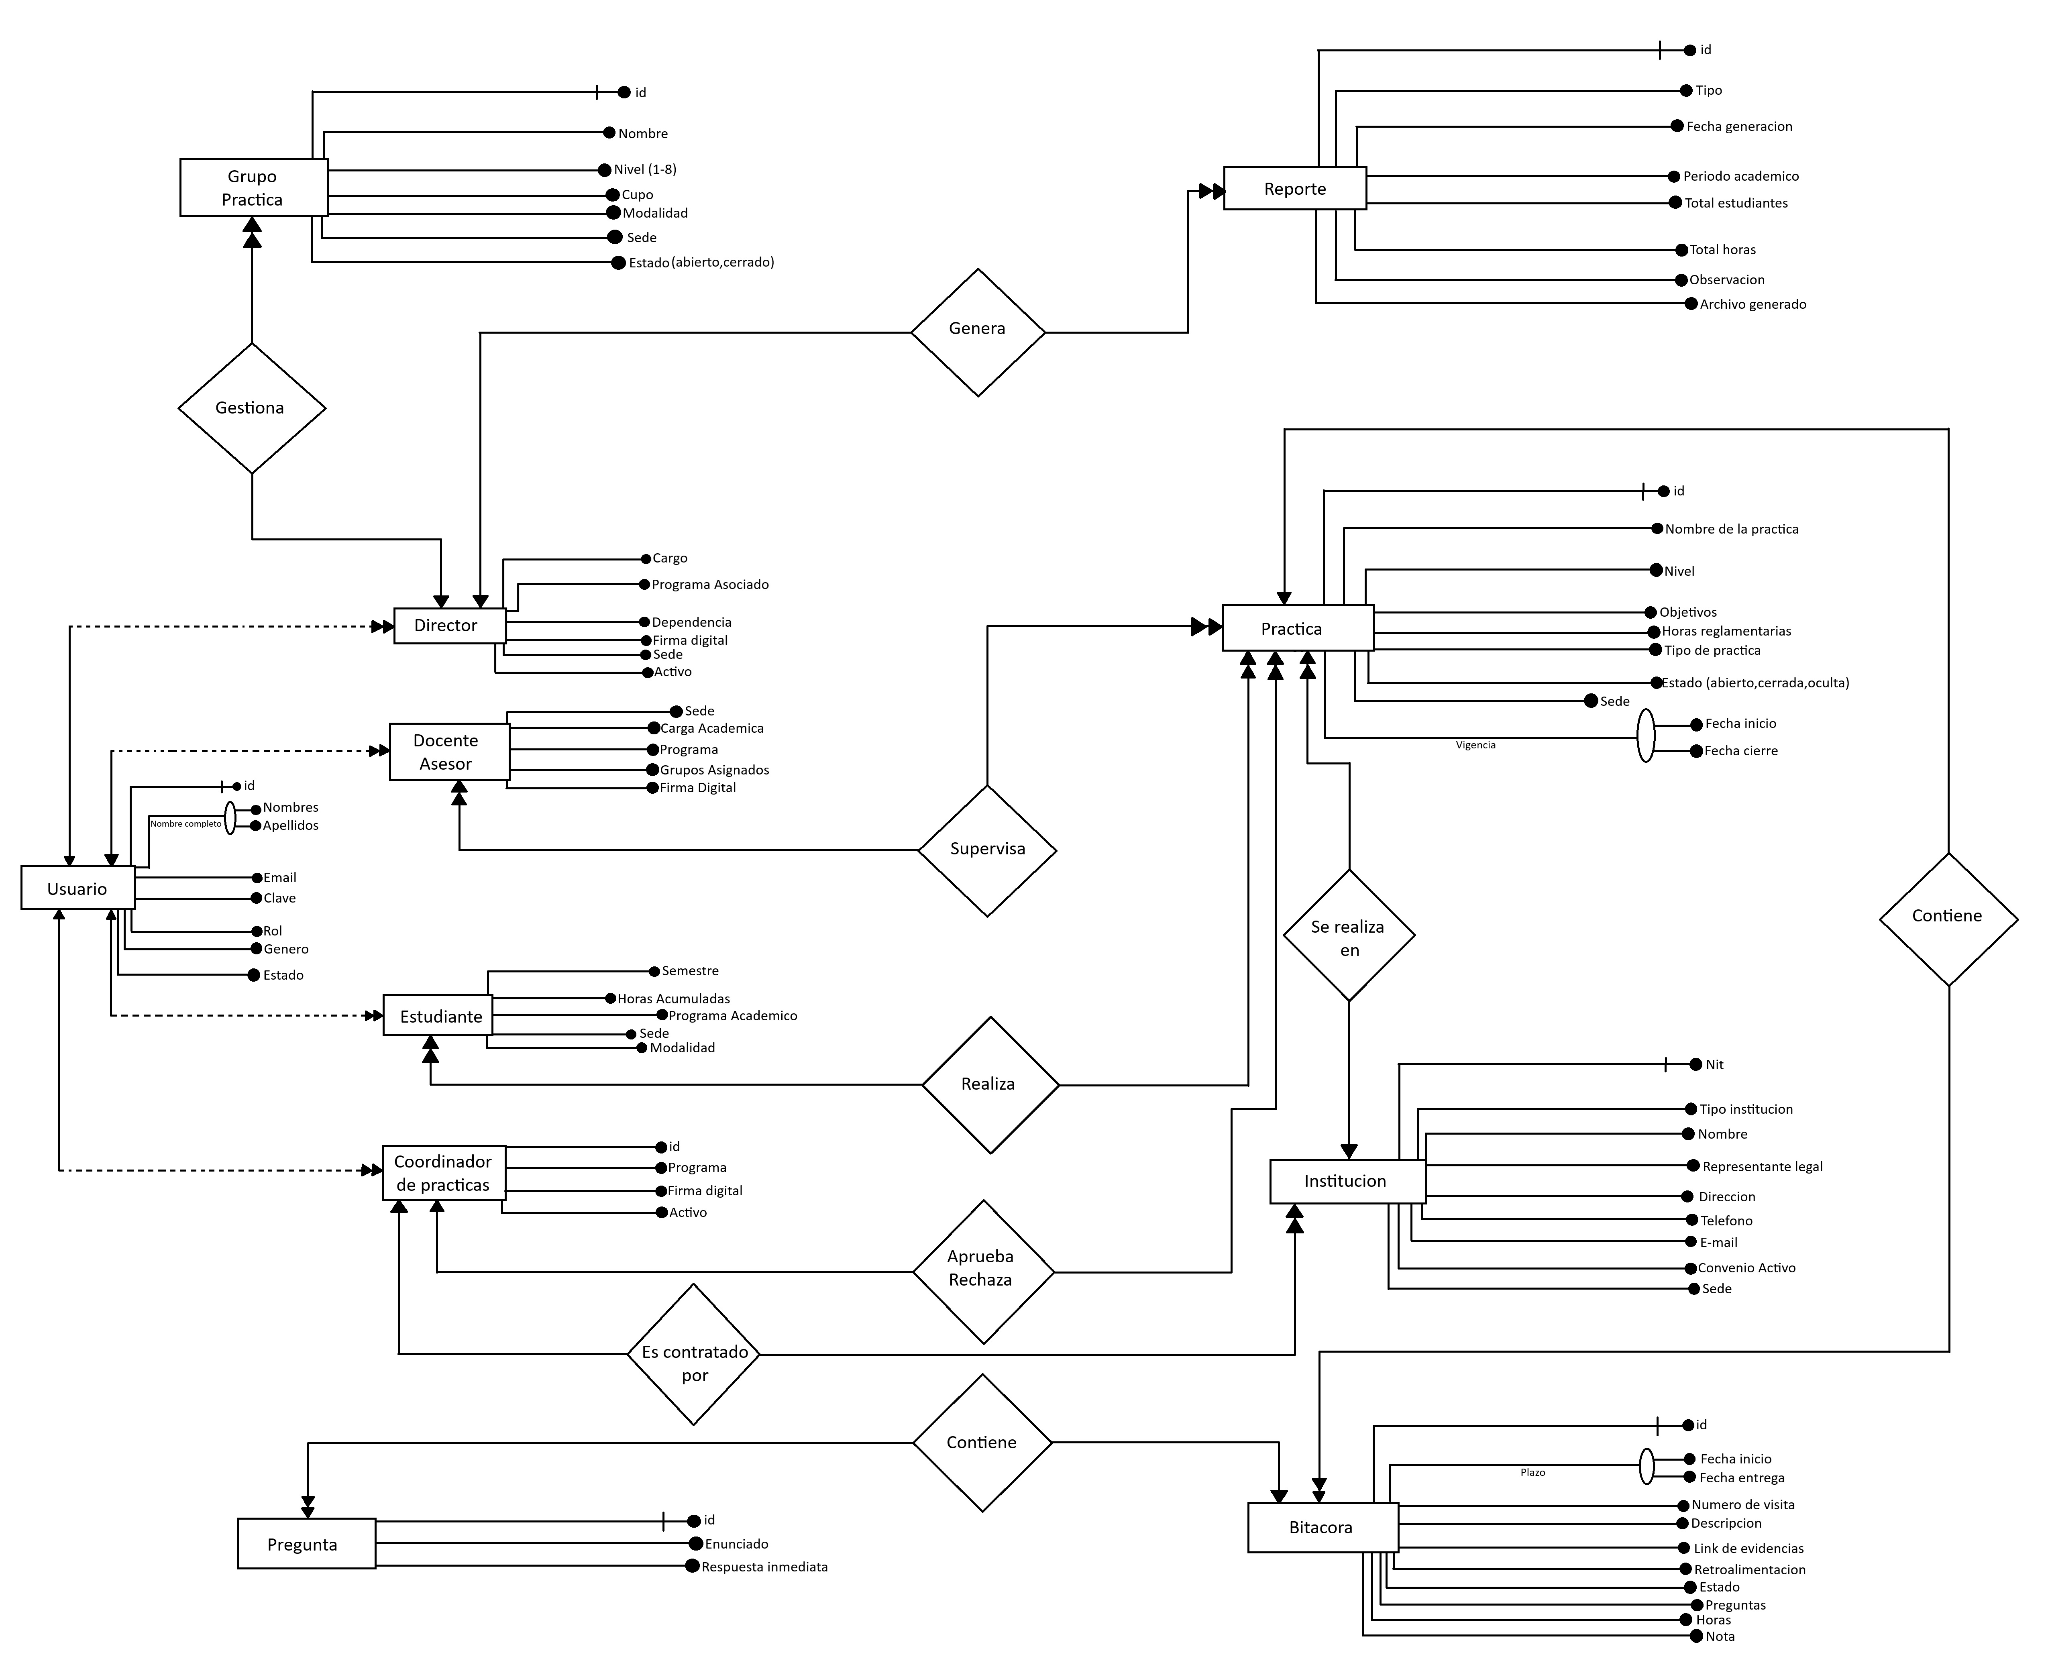 id
Nombre
Nivel (1-8)
Cupo
Modalidad
Sede
Estado (abierto,cerrado)
Grupo
Practica
id
Tipo
Fecha generacion
Periodo academico
Total estudiantes
Total horas
Observacion
Archivo generado
Reporte
Genera
Gestiona
Cargo
Programa Asociado
Dependencia
Firma digital
Sede
Activo
Director
id
Nombre de la practica
Nivel
Objetivos
Horas reglamentarias
Tipo de practica
Estado (abierto,cerrada,oculta)
Sede
Vigencia
Fecha inicio
Fecha cierre
Practica
Sede
Carga Academica
Programa
Grupos Asignados
Firma Digital
Docente
Asesor
id
Nombre completo
Nombres
Apellidos
Email
Clave
Rol
Genero
Estado
Usuario
Supervisa
Se realiza
en
Contiene
Semestre
Horas Acumuladas
Programa Academico
Sede
Modalidad
Estudiante
Realiza
Nit
Tipo institucion
Nombre
Representante legal
Direccion
Telefono
E-mail
Convenio Activo
Sede
Institucion
id
Programa
Firma digital
Activo
Coordinador
de practicas
Aprueba
Rechaza
Es contratado
por
Contiene
id
Plazo
Fecha inicio
Fecha entrega
Numero de visita
Descripcion
Link de evidencias
Retroalimentacion
Estado
Preguntas
Horas
Nota
Bitacora
id
Enunciado
Respuesta inmediata
Pregunta